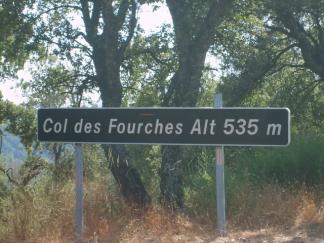 Col des Fourches Alt 535 m